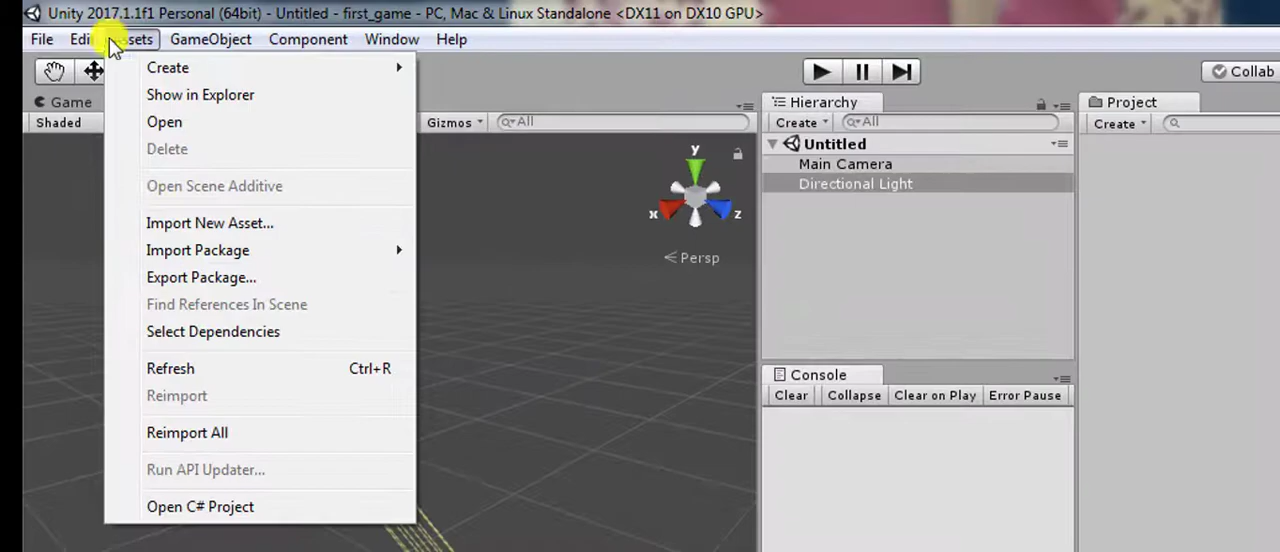 Unity 2017.1.1f1 Personal (64bit) - Untitled - first_game - PC, Mac & Linux Standalone <DX11 on DX10 GPU>
File Edi ssets GameObject Component Window Help
Collab
Game
Shaded Gizmos All
Create
Show in Explorer
Open
Delete
Open Scene Additive
Import New Asset...
Import Package
Export Package...
Find References In Scene
Select Dependencies
Refresh Ctrl+R
Reimport
Reimport All
Run API Updater...
Open C# Project
y
x z
Persp
Hierarchy
Create All
Untitled
Main Camera
Directional Light
Console
Clear Collapse Clear on Play Error Pause
Project
Create